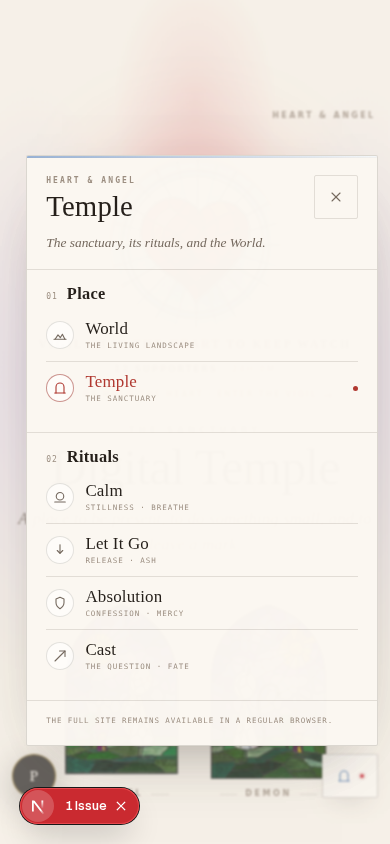 HEART & ANGEL
HEART & ANGEL
Temple
The sanctuary, its rituals, and the World.
01 Place
World
THE LIVING LANDSCAPE
Temple
THE SANCTUARY
02 Rituals
Digital Temple
Calm
STILLNESS · BREATHE
Let It Go
RELEASE · ASH
Absolution
CONFESSION · MERCY
Cast
THE QUESTION · FATE
THE FULL SITE REMAINS AVAILABLE IN A REGULAR BROWSER.
P
DEMON
N 1 Issue